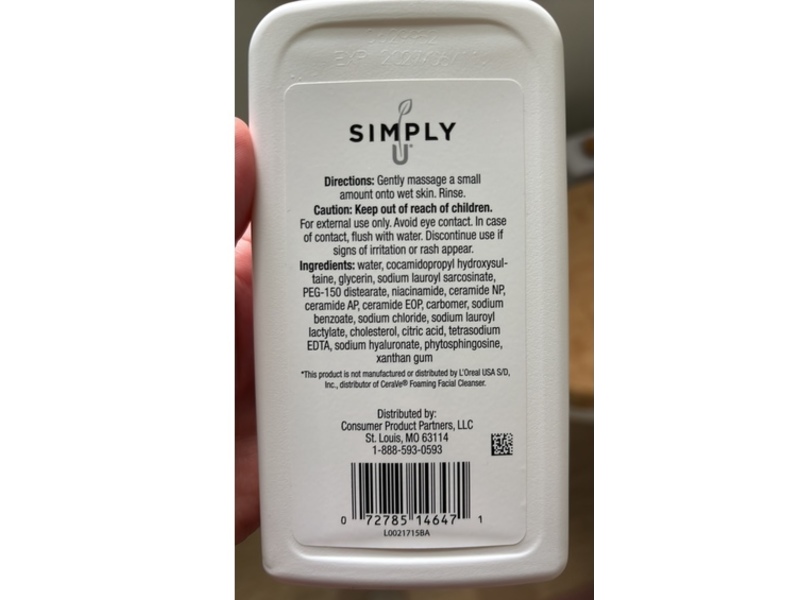 SIMPLY
U
Directions: Gently massage a small
amount onto wet skin. Rinse.
Caution: Keep out of reach of children.
For external use only. Avoid eye contact. In case
of contact, flush with water. Discontinue use if
signs of irritation or rash appear.
Ingredients: water, cocamidopropyl hydroxysul-
taine, glycerin, sodium lauroyl sarcosinate,
PEG-150 distearate, niacinamide, ceramide NP,
ceramide AP, ceramide EOP, carbomer, sodium
benzoate, sodium chloride, sodium lauroyl
lactylate, cholesterol, citric acid, tetrasodium
EDTA, sodium hyaluronate, phytosphingosine,
xanthan gum
*This product is not manufactured or distributed by L'Oreal USA S/D,
Inc., distributor of CeraVe® Foaming Facial Cleanser.
Distributed by:
Consumer Product Partners, LLC
St. Louis, MO 63114
1-888-593-0593
0 72785 14647 1
L0021715BA